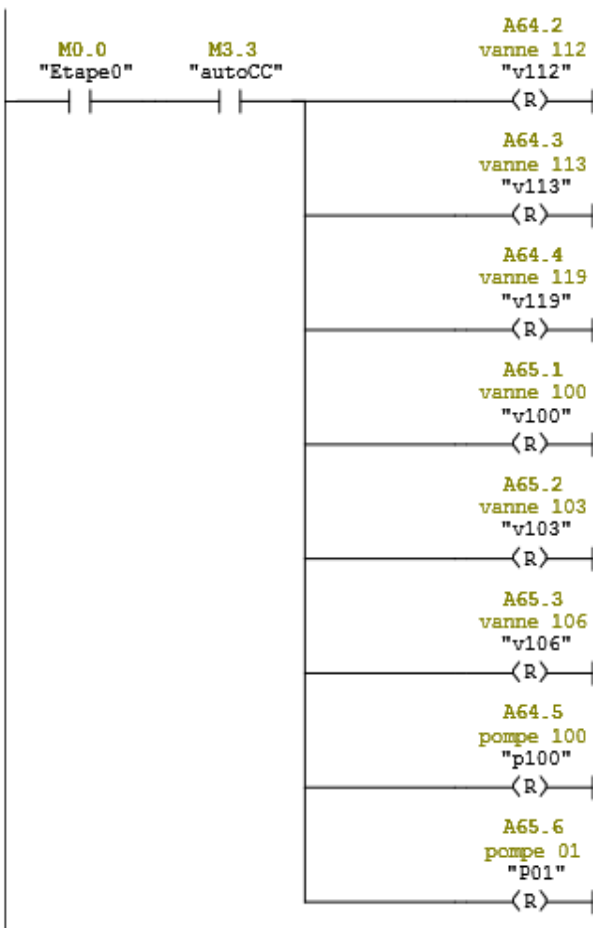 M0.0
"Etape0"
M3.3
"autoCC"
A64.2
vanne 112
"v112"
(R)
A64.3
vanne 113
"v113"
(R)
A64.4
vanne 119
"v119"
(R)
A65.1
vanne 100
"v100"
(R)
A65.2
vanne 103
"v103"
(R)
A65.3
vanne 106
"v106"
(R)
A64.5
pompe 100
"p100"
(R)
A65.6
pompe 01
"P01"
(R)